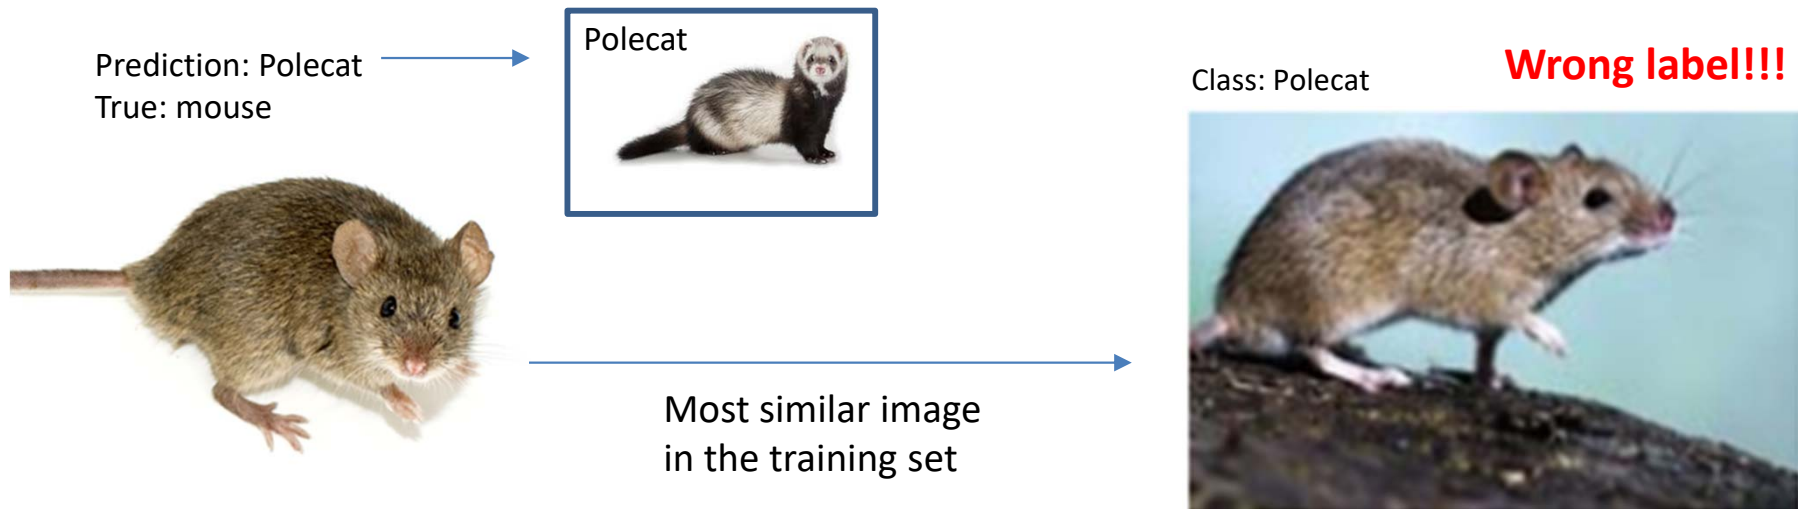 Prediction: Polecat
True: mouse
Polecat
Class: Polecat
Wrong label!!!
Most similar image
in the training set